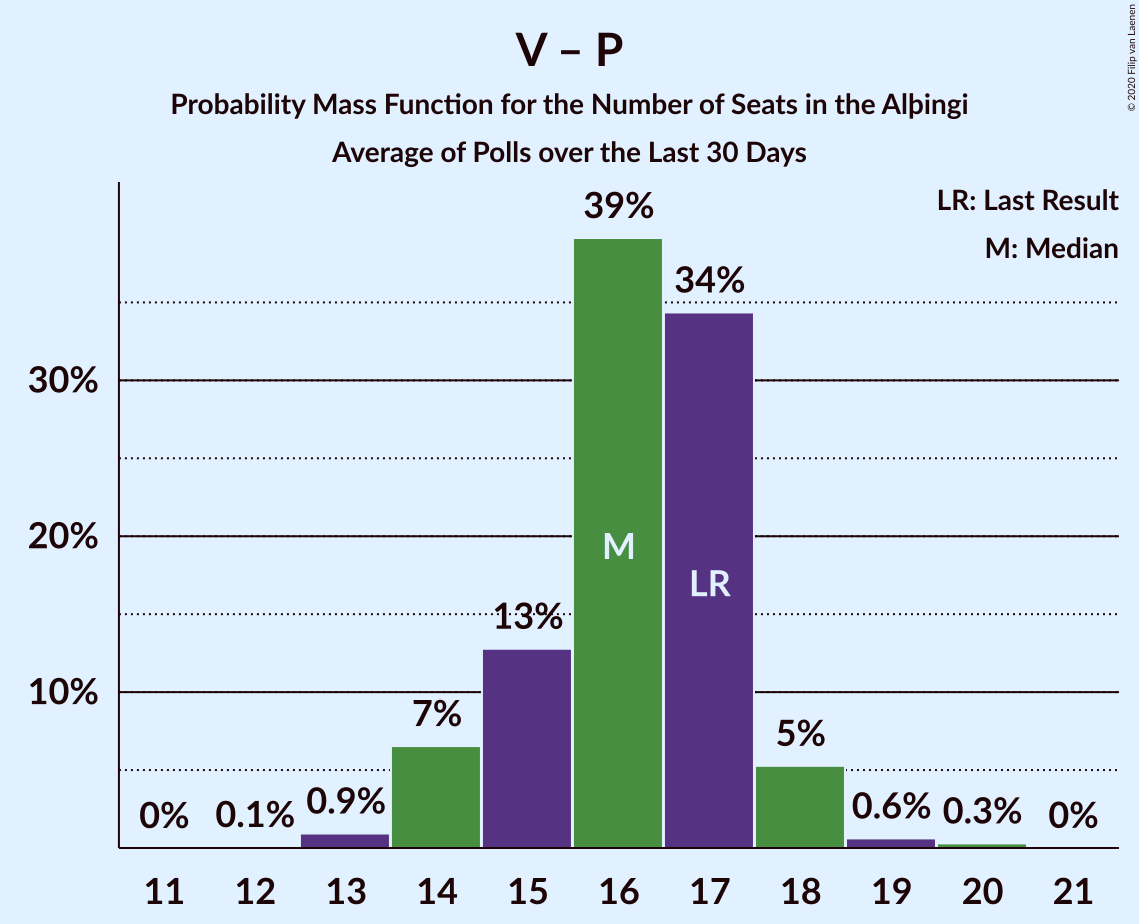 V – P
Probability Mass Function for the Number of Seats in the Alþingi
Average of Polls over the Last 30 Days
© 2020 Filip van Laenen
LR: Last Result
M: Median
39%
34%
30%
20%
M
LR
13%
10%
7%
5%
0%
0.1%
0.9%
0.6%
0.3%
0%
11 12 13 14 15 16 17 18 19 20 21